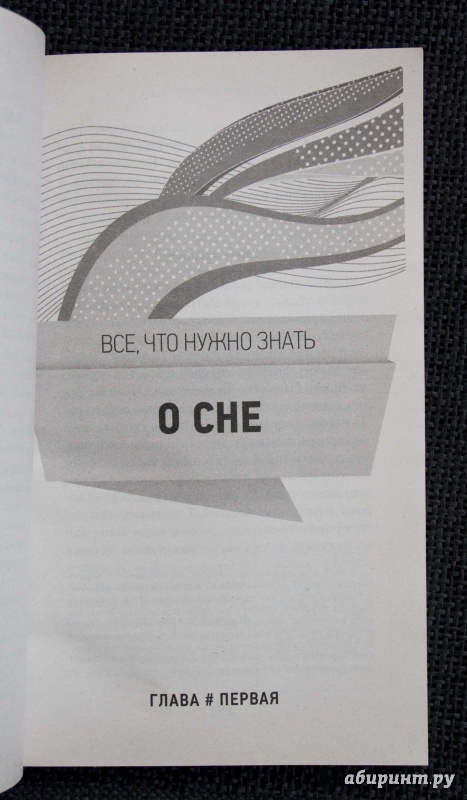 ВСЕ, ЧТО НУЖНО ЗНАТЬ
О СНЕ
ГЛАВА # ПЕРВАЯ
абиринт.ру